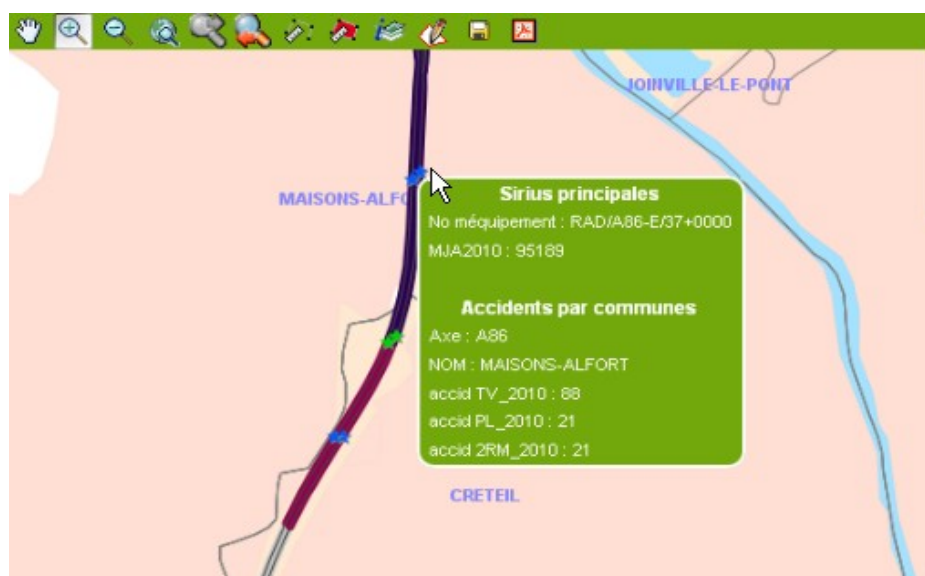 JOINVILLE-LE-PONT
MAISONS-ALFO
Sirius principales
No méquipement : RAD/A86-E/37+0000
MJA2010 : 95189
Accidents par communes
Axe : A86
NOM : MAISONS-ALFORT
accid TV_2010 : 88
accid PL_2010 : 21
accid 2RM_2010 : 21
CRETEIL